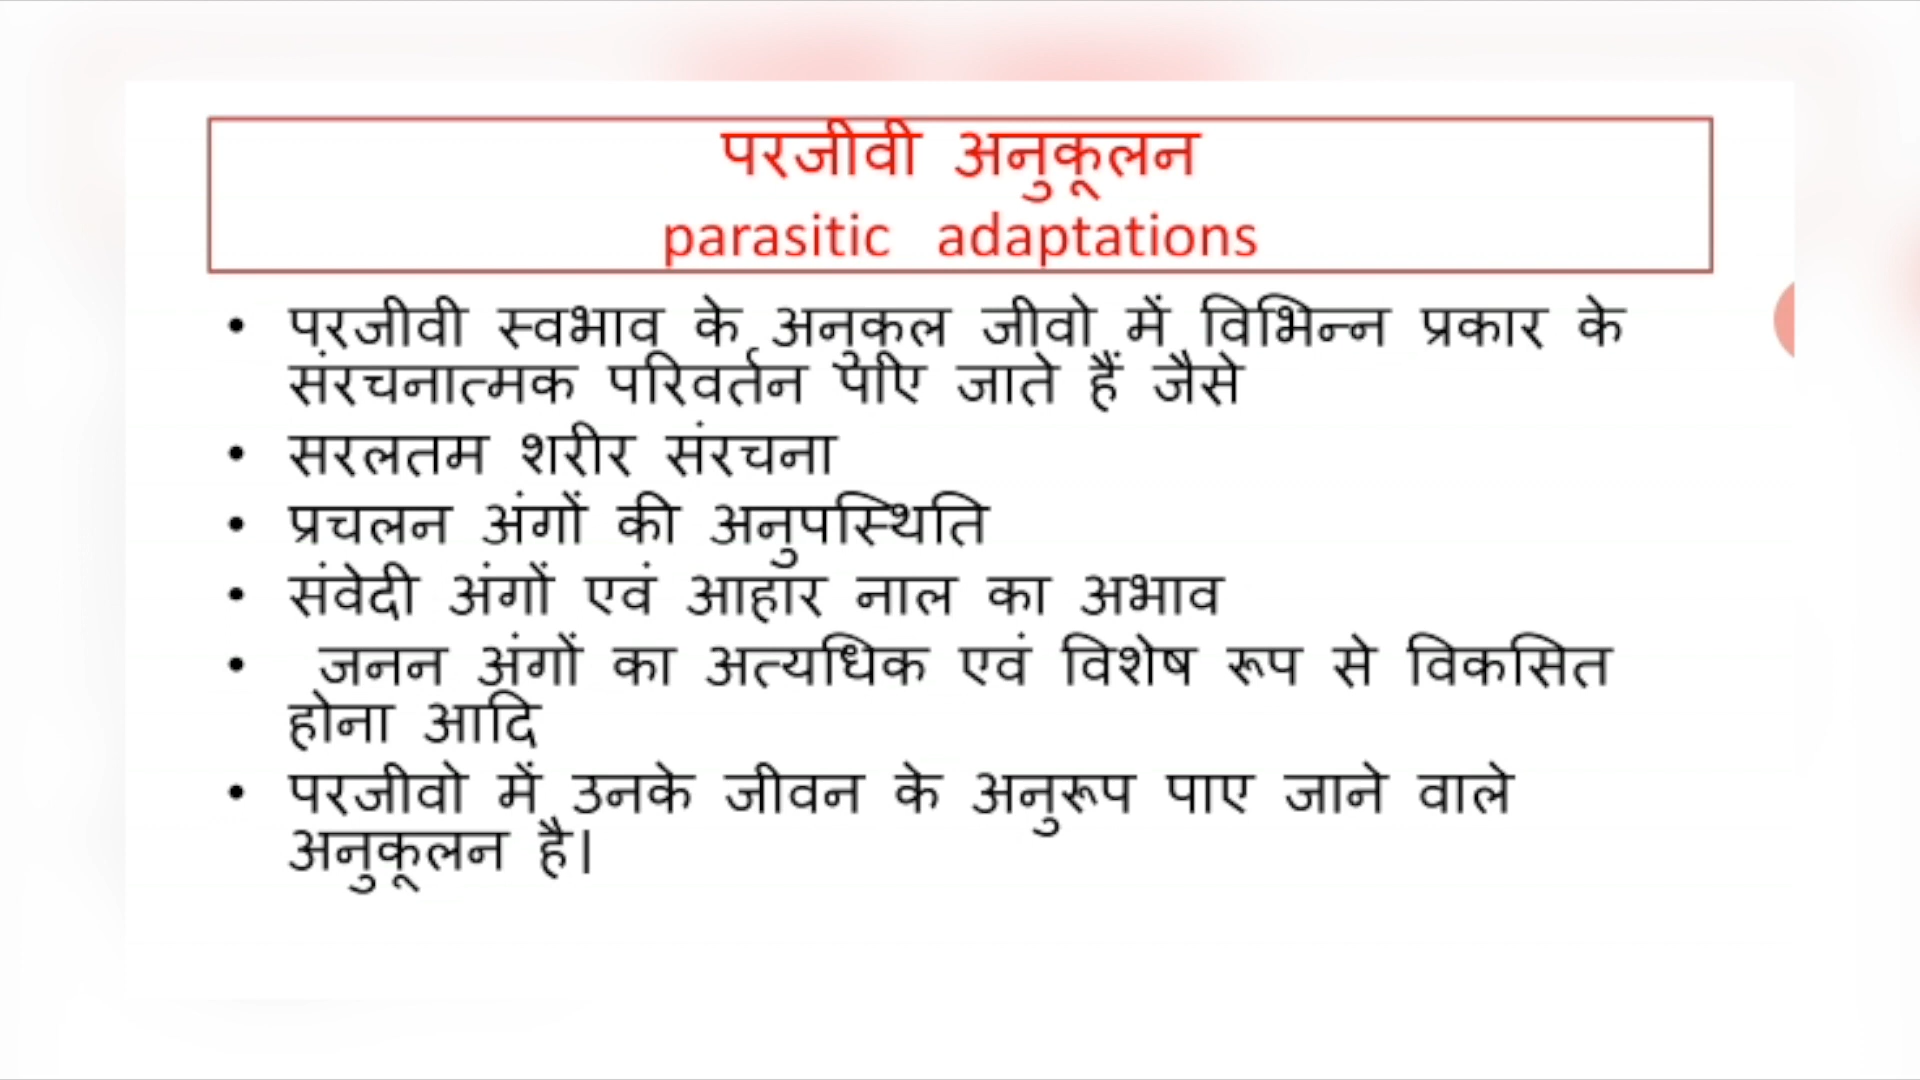 परजीवी अनुकूलन
parasitic adaptations
• परजीवी स्वभाव के अनुकल जीवो में विभिन्न प्रकार के
संरचनात्मक परिवर्तन पाए जाते हैं जैसे
• सरलतम शरीर संरचना
• प्रचलन अंगों की अनुपस्थिति
• संवेदी अंगों एवं आहार नाल का अभाव
• जनन अंगों का अत्यधिक एवं विशेष रूप से विकसित
होना आदि
• परजीवो में उनके जीवन के अनुरूप पाए जाने वाले
अनुकूलन है।